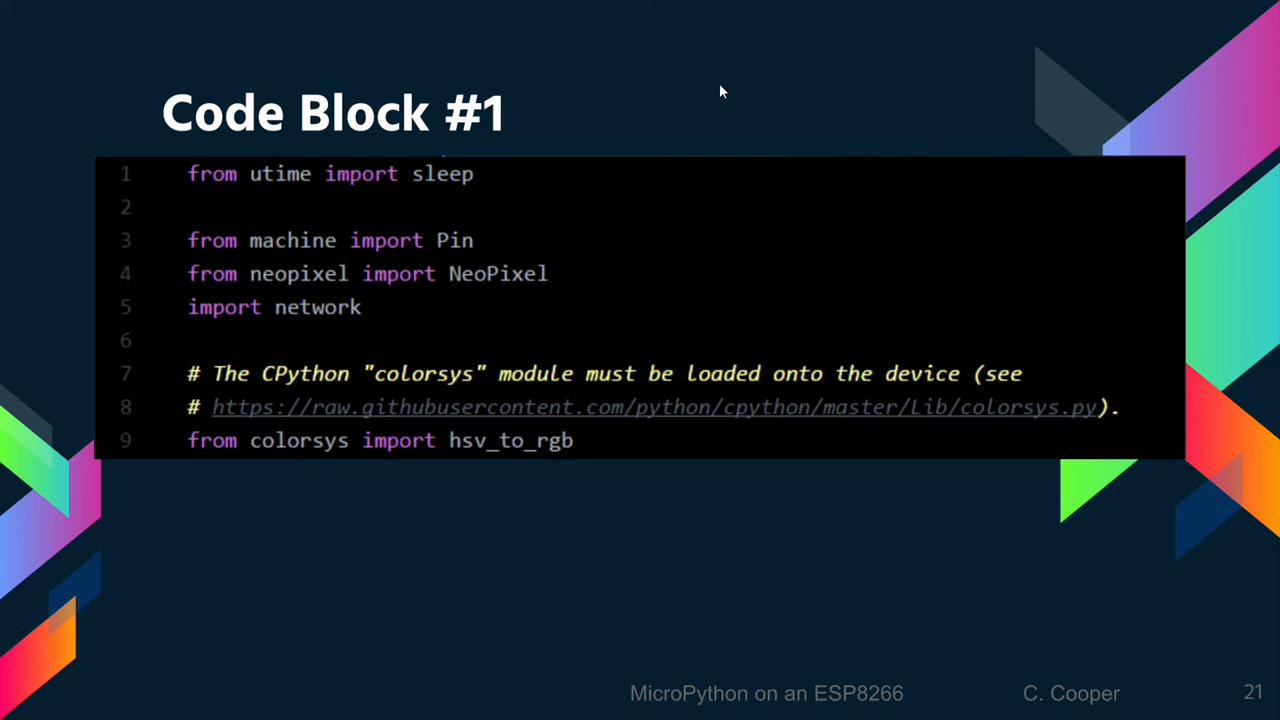 Code Block #1
1 from utime import sleep
2
3 from machine import Pin
4 from neopixel import NeoPixel
5 import network
6
7 # The CPython "colorsys" module must be loaded onto the device (see
8 # https://raw.githubusercontent.com/python/cpython/master/Lib/colorsys.py).
9 from colorsys import hsv_to_rgb
MicroPython on an ESP8266 C. Cooper 21